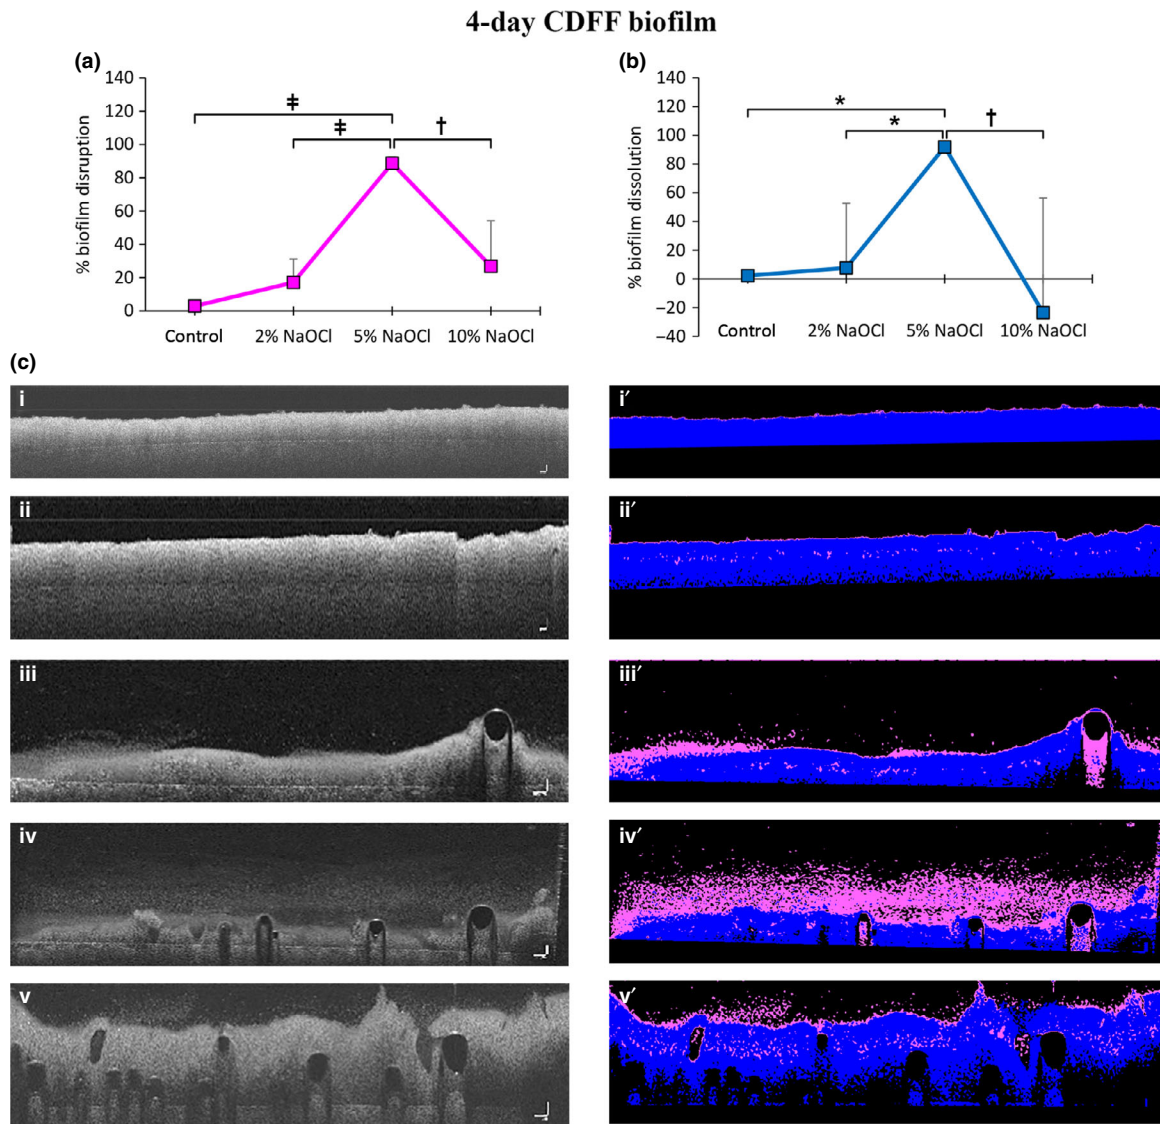 4-day CDFF biofilm
(a)
% biofilm disruption
140
120
100
80
60
40
20
0
ǂ
ǂ
†
Control
2% NaOCl
5% NaOCl
10% NaOCl
(b)
% biofilm dissolution
140
120
100
80
60
40
20
0
−20
−40
*
*
†
Control
2% NaOCl
5% NaOCl
10% NaOCl
(c)
i
i′
ii
ii′
iii
iii′
iv
iv′
v
v′